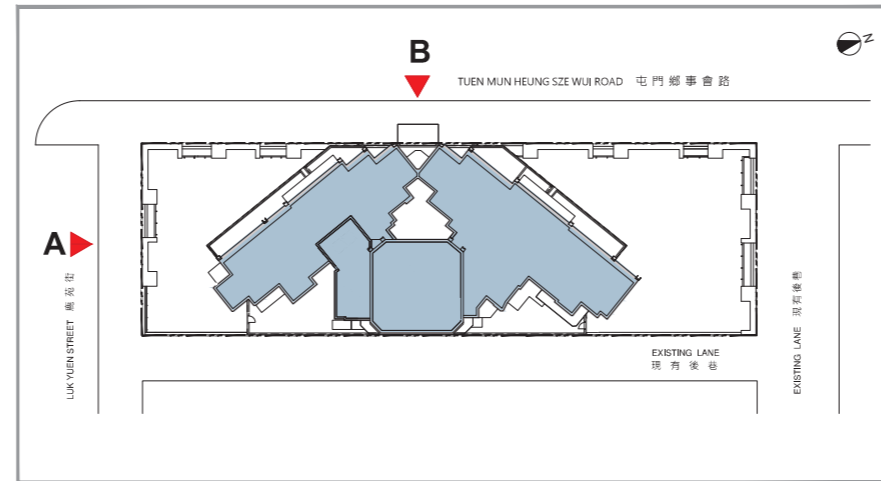 Z
B
TUEN MUN HEUNG SZE WUI ROAD 屯門鄉事會路
A
LUK YUEN STREET 鹿苑街
EXISTING LANE
現有後巷
EXISTING LANE 現有後巷